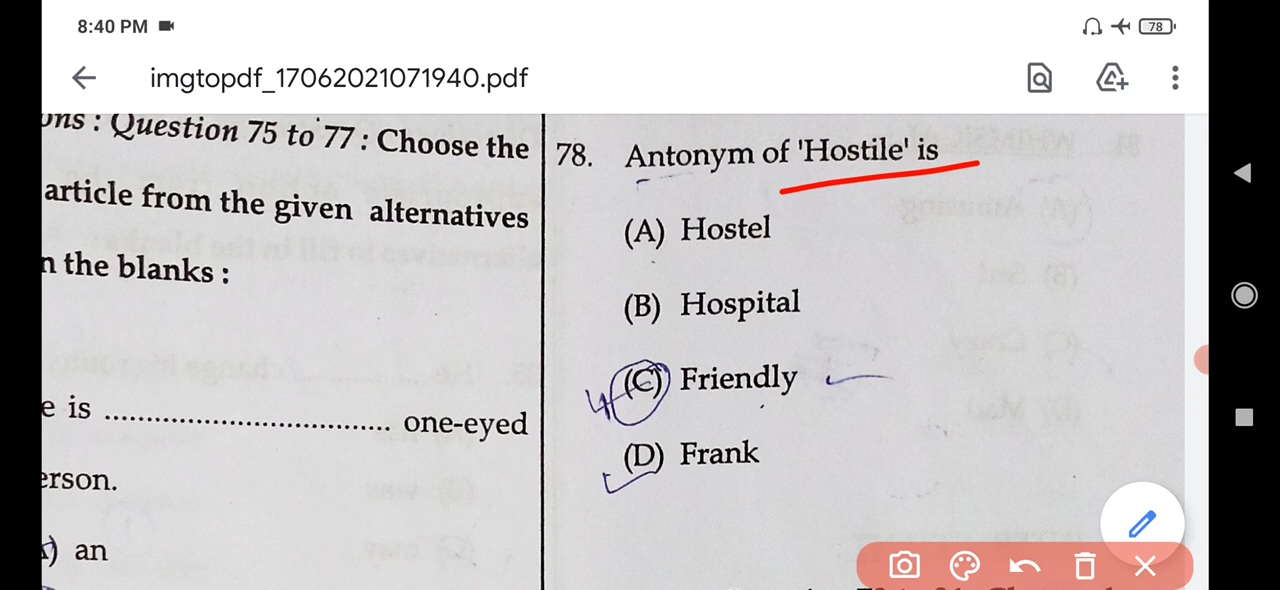 8:40 PM
78
imgtopdf_17062021071940.pdf
ons : Question 75 to 77 : Choose the
article from the given alternatives
n the blanks :
e is .................................... one-eyed
erson.
an
78. Antonym of 'Hostile' is
(A) Hostel
(B) Hospital
(C) Friendly
(D) Frank